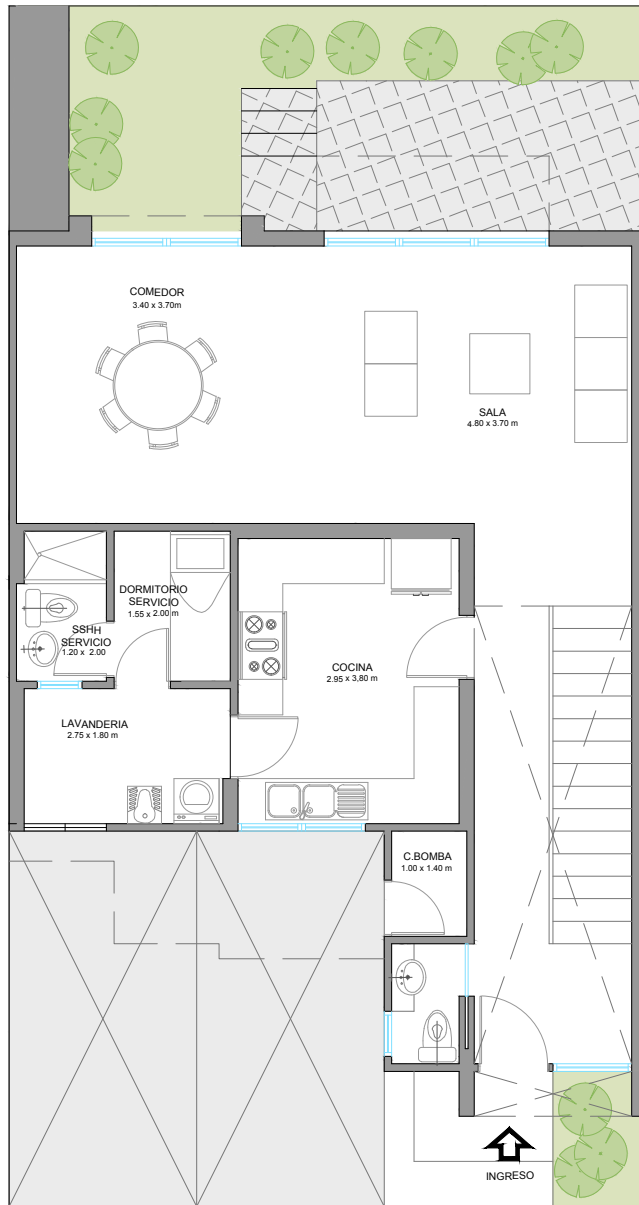 COMEDOR
3.40 x 3.70m
SALA
4.80 x 3.70 m
DORMITORIO
SERVICIO
1.55 x 2.00 m
SSHH
SERVICIO
1.20 x 2.00
COCINA
2.95 x 3,80 m
LAVANDERIA
2.75 x 1.80 m
C.BOMBA
1.00 x 1.40 m
INGRESO